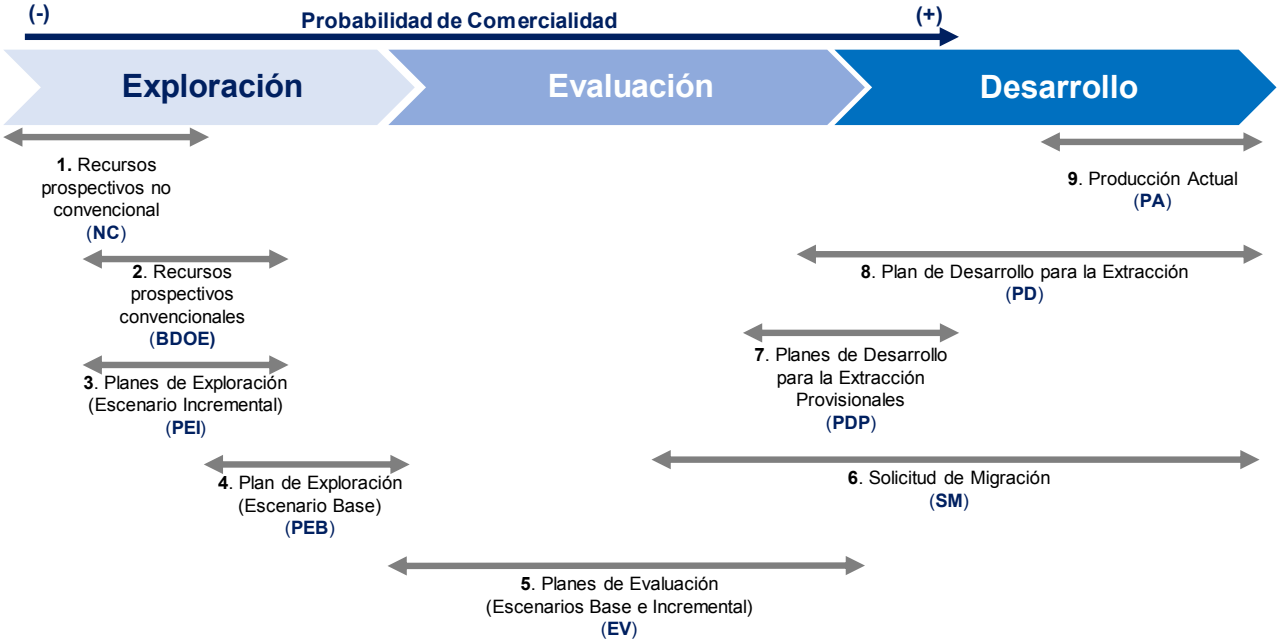 (-)
Probabilidad de Comercialidad
(+)
Exploración
Evaluación
Desarrollo
1. Recursos
prospectivos no
convencional
(NC)
2. Recursos
prospectivos
convencionales
(BDOE)
3. Planes de Exploración
(Escenario Incremental)
(PEI)
4. Plan de Exploración
(Escenario Base)
(PEB)
5. Planes de Evaluación
(Escenarios Base e Incremental)
(EV)
6. Solicitud de Migración
(SM)
7. Planes de Desarrollo
para la Extracción
Provisionales
(PDP)
8. Plan de Desarrollo para la Extracción
(PD)
9. Producción Actual
(PA)